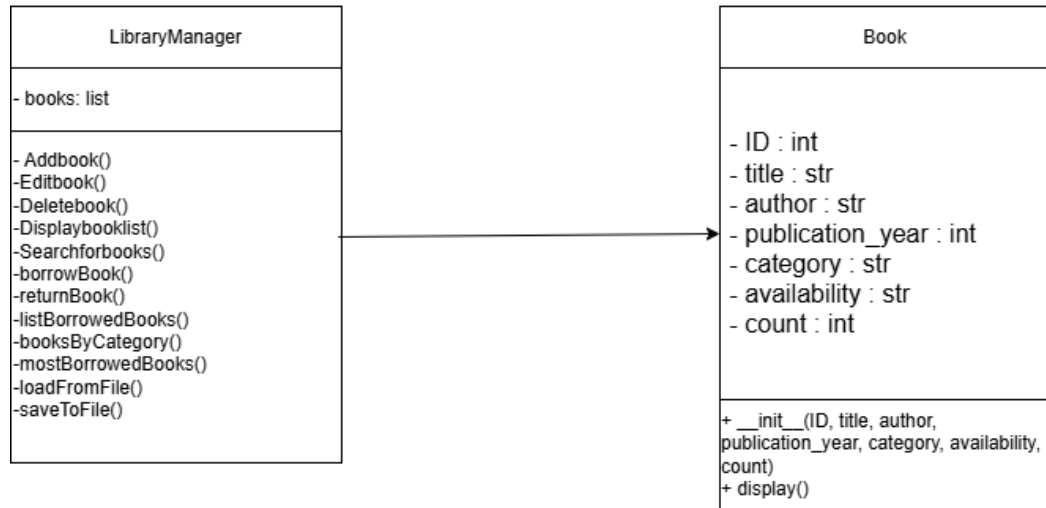 LibraryManager
- books: list
- Addbook()
-Editbook()
-Deletebook()
-Displaybooklist()
-Searchforbooks()
-borrowBook()
-returnBook()
-listBorrowedBooks()
-booksByCategory()
-mostBorrowedBooks()
-loadFromFile()
-saveToFile()
Book
- ID : int
- title : str
- author : str
- publication_year : int
- category : str
- availability : str
- count : int
+ __init__(ID, title, author,
publication_year, category, availability,
count)
+ display()